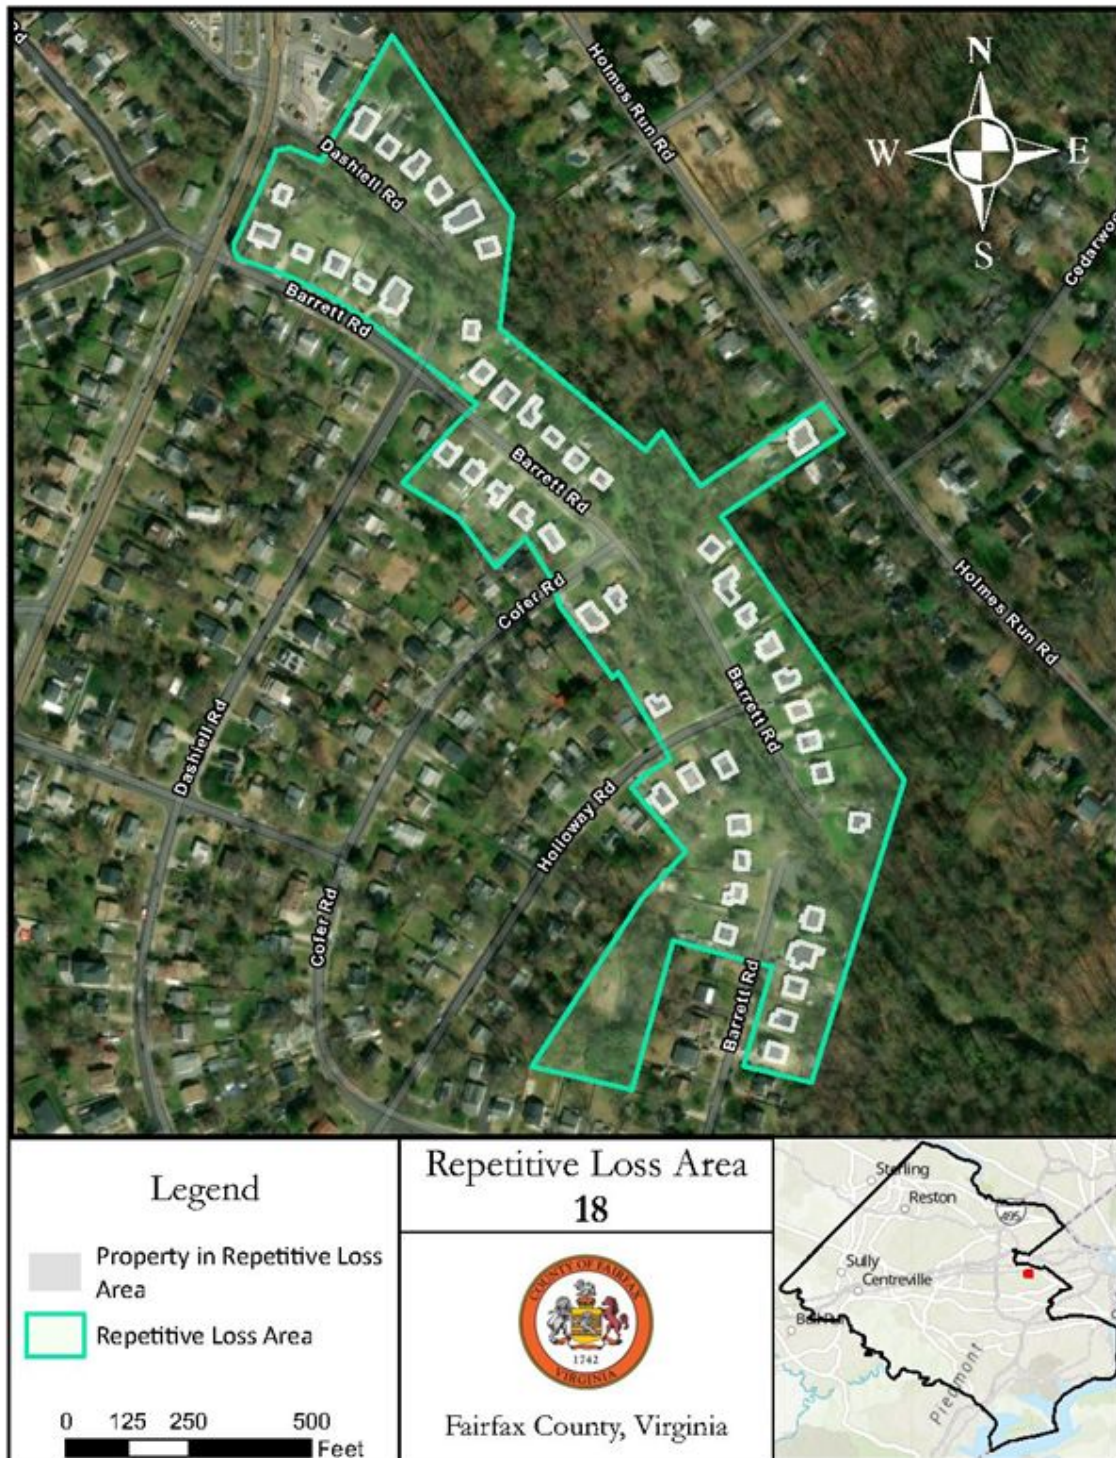 Rd
Holmes Run Rd
N
W
E
S
Dashiell Rd
Barrett Rd
Barrett Rd
Cofer Rd
Holmes Run Rd
Barrett Rd
Dashiell Rd
Holloway Rd
Cofer Rd
Barrett Rd
Legend
Property in Repetitive Loss
Area
Repetitive Loss Area
0 125 250 500
Feet
Repetitive Loss Area
18
COUNTY OF FAIRFAX
1742
VIRGINIA
Fairfax County, Virginia
Sterling
Reston
495
Sully
Centreville
Piedmont